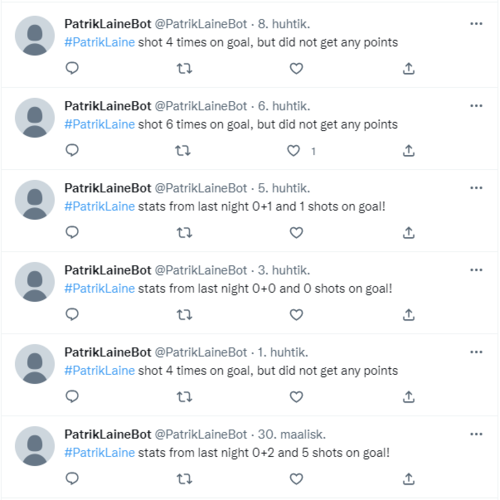 PatrikLaineBot @PatrikLaineBot · 8. huhtik.
#PatrikLaine shot 4 times on goal, but did not get any points
PatrikLaineBot @PatrikLaineBot · 6. huhtik.
#PatrikLaine shot 6 times on goal, but did not get any points
1
PatrikLaineBot @PatrikLaineBot · 5. huhtik.
#PatrikLaine stats from last night 0+1 and 1 shots on goal!
PatrikLaineBot @PatrikLaineBot · 3. huhtik.
#PatrikLaine stats from last night 0+0 and 0 shots on goal!
PatrikLaineBot @PatrikLaineBot · 1. huhtik.
#PatrikLaine shot 4 times on goal, but did not get any points
PatrikLaineBot @PatrikLaineBot · 30. maalisk.
#PatrikLaine stats from last night 0+2 and 5 shots on goal!